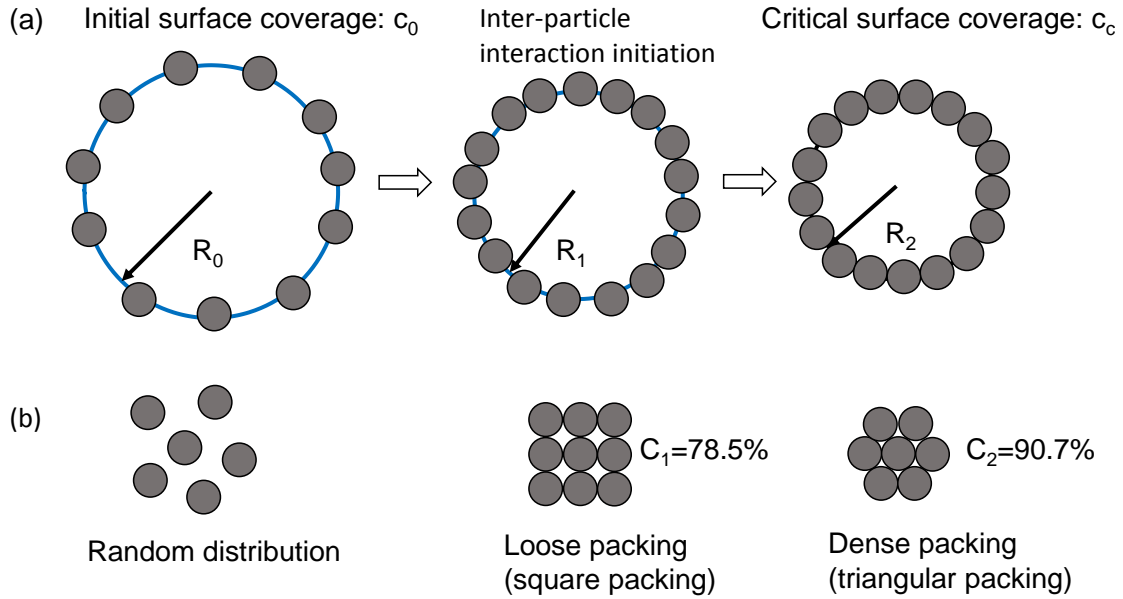 (a)
Initial surface coverage: c₀
Inter-particle
interaction initiation
Critical surface coverage: c_c
R₀
R₁
R₂
(b)
C₁=78.5%
C₂=90.7%
Random distribution
Loose packing
(square packing)
Dense packing
(triangular packing)